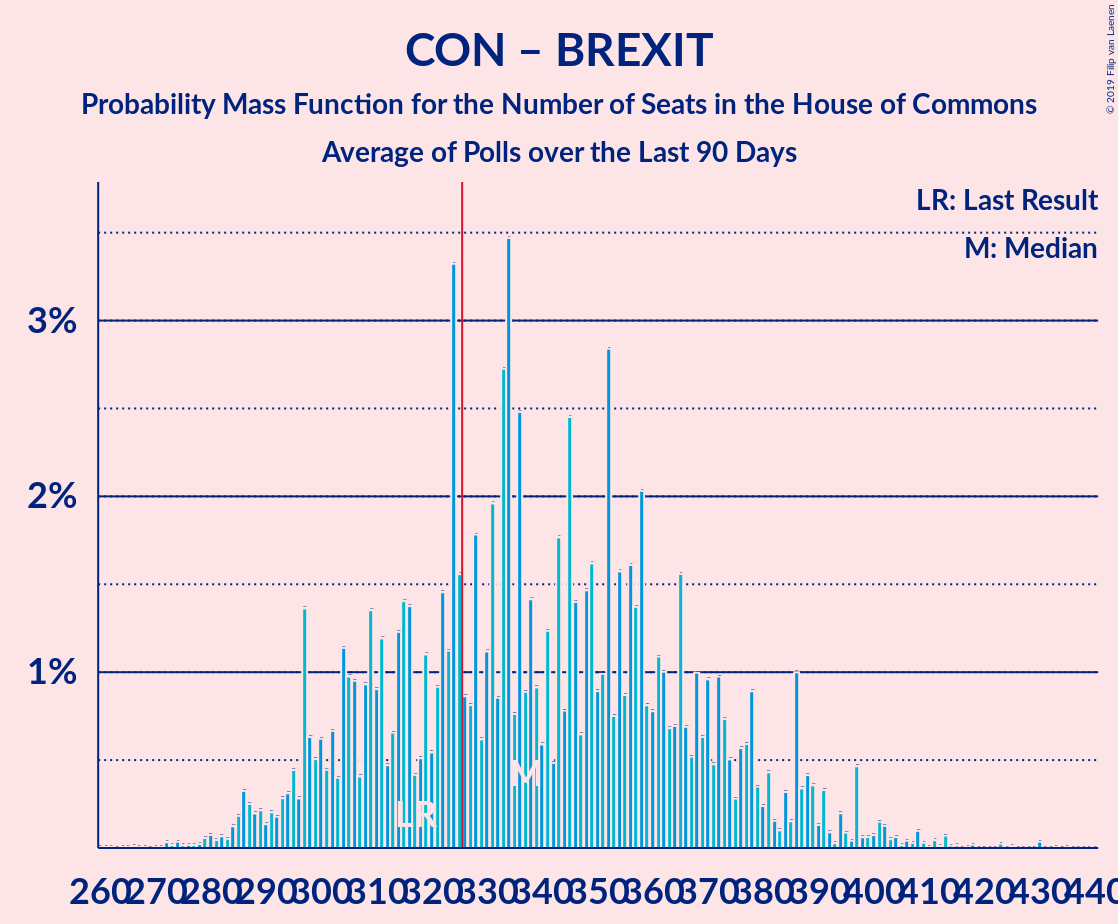 CON – BREXIT
Probability Mass Function for the Number of Seats in the House of Commons
Average of Polls over the Last 90 Days
© 2019 Filip van Laenen
LR: Last Result
M: Median
3%
2%
1%
M
LR
260 270 280 290 300 310 320 330 340 350 360 370 380 390 400 410 420 430 440